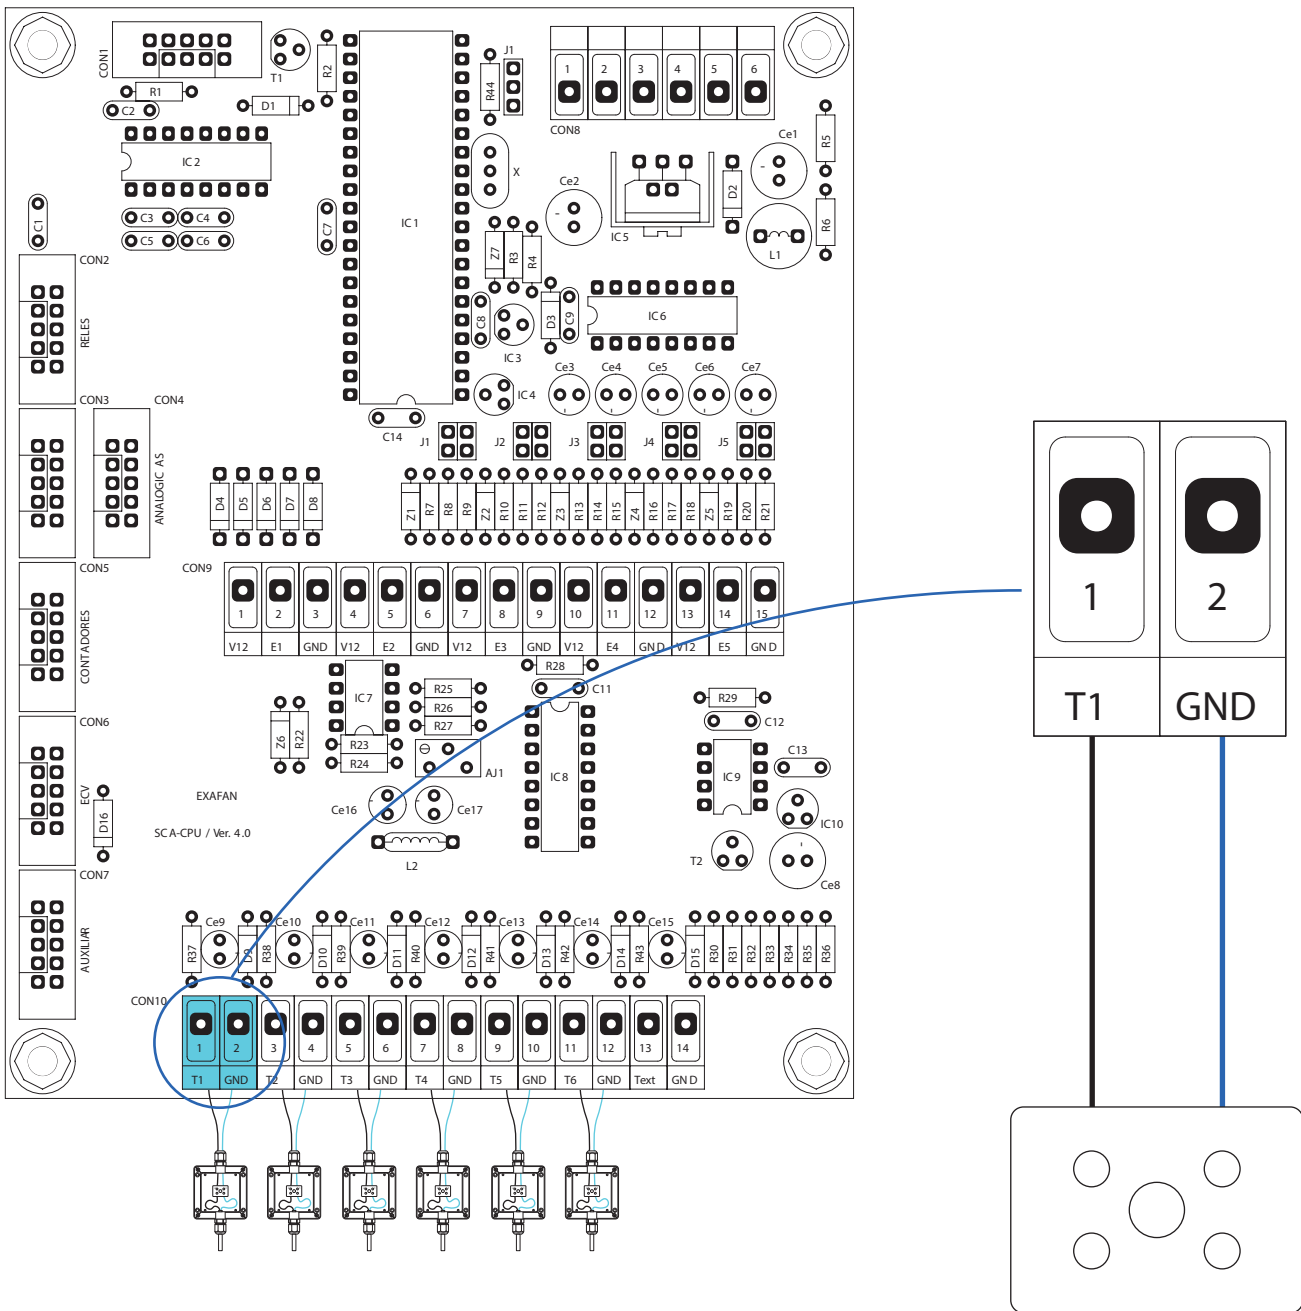 CON1
T1
R2
J1
R44
1 2 3 4 5 6
CON8
R1
C2
D1
IC2
X
Ce1
R5
Ce2
D2
C1
C3 C4
C5 C6
C7
IC1
IC5
L1
R6
Z7 R3 R4
CON2
RELES
C8
IC3
D3
C9
IC6
Ce3 Ce4 Ce5 Ce6 Ce7
IC4
CON3 CON4
ANALOGIC AS
C14
J1 J2 J3 J4 J5
D4 D5 D6 D7 D8
Z1 R7 R8 R9 Z2 R10 R11 R12 Z3 R13 R14 R15 Z4 R16 R17 R18 Z5 R19 R20 R21
CON5
CONTADORES
CON9
1 2 3 4 5 6 7 8 9 10 11 12 13 14 15
V12 E1 GND V12 E2 GND V12 E3 GND V12 E4 GND V12 E5 GND
R28
C11
IC7
R25
R26
R27
R29
C12
Z6 R22
R23
R24
AJ1
IC8
IC9
C13
CON6
ECV
D16
EXAFAN
SCA-CPU / Ver. 4.0
Ce16 Ce17
L2
IC10
T2
Ce8
CON7
AUXILIAR
R37 Ce9 D9 R38 Ce10 D10 R39 Ce11 D11 R40 Ce12 D12 R41 Ce13 D13 R42 Ce14 D14 R43 Ce15 D15 R30 R31 R32 R33 R34 R35 R36
CON10
1 2 3 4 5 6 7 8 9 10 11 12 13 14
T1 GND T2 GND T3 GND T4 GND T5 GND T6 GND Text GND
1 2
T1 GND